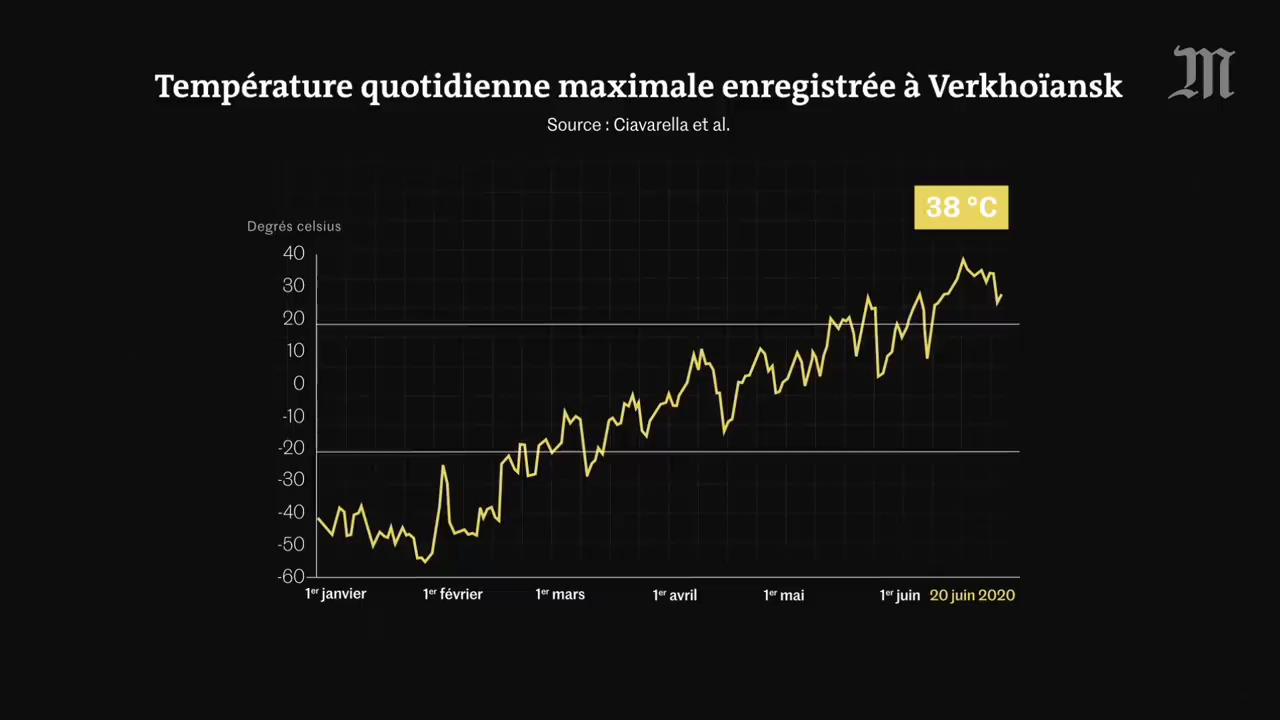 Température quotidienne maximale enregistrée à Verkhoïansk
Source : Ciavarella et al.
38 °C
Degrés celsius
40
30
20
10
0
-10
-20
-30
-40
-50
-60
1er janvier 1er février 1er mars 1er avril 1er mai 1er juin 20 juin 2020
M